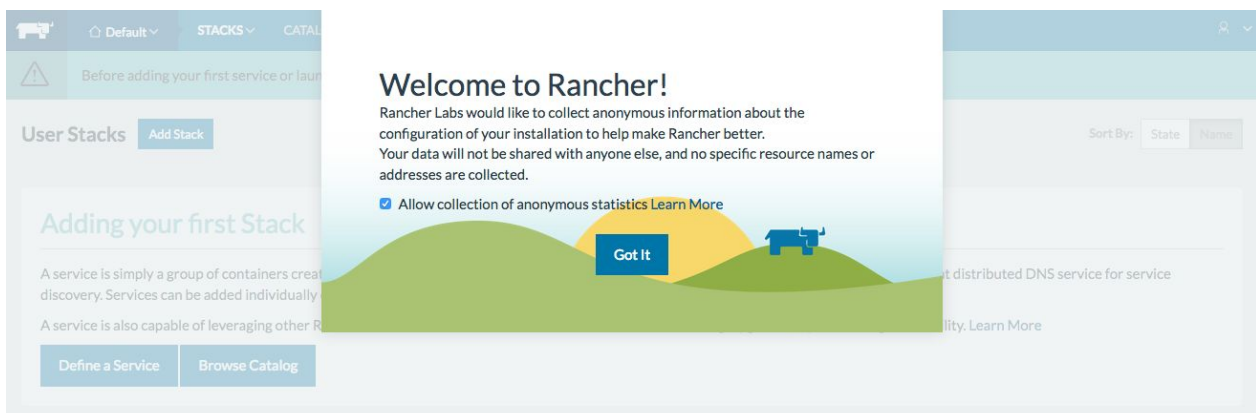 Default STACKS CATAL
Before adding your first service or laun
User Stacks Add Stack Sort By: State Name
Welcome to Rancher!
Rancher Labs would like to collect anonymous information about the
configuration of your installation to help make Rancher better.
Your data will not be shared with anyone else, and no specific resource names or
addresses are collected.
Allow collection of anonymous statistics Learn More
Got It
Adding your first Stack
A service is simply a group of containers creat
t distributed DNS service for service
discovery. Services can be added individually
A service is also capable of leveraging other R
lity. Learn More
Define a Service Browse Catalog